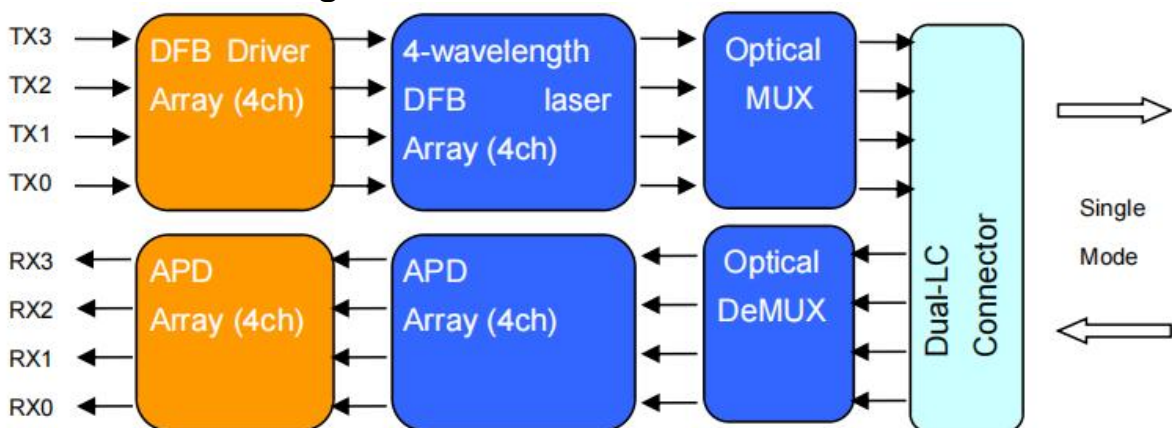 TX3
TX2
TX1
TX0
DFB Driver
Array (4ch)
4-wavelength
DFB laser
Array (4ch)
Optical
MUX
RX3
RX2
RX1
RX0
APD
Array (4ch)
APD
Array (4ch)
Optical
DeMUX
Dual-LC
Connector
Single
Mode